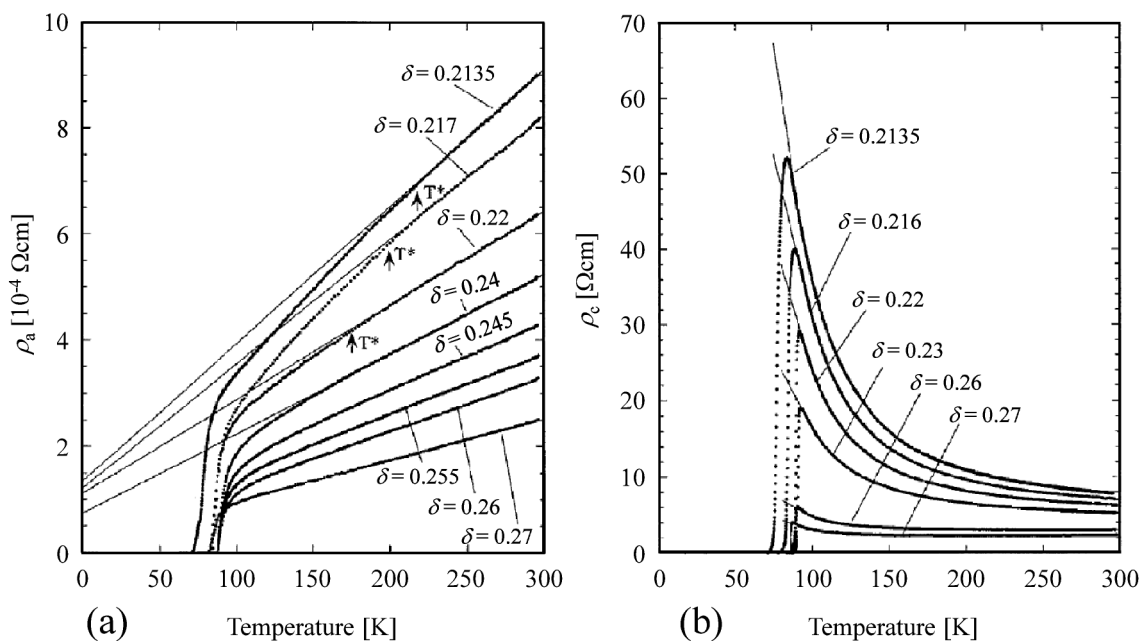 10
8
6
4
2
0
ρa [10-4 Ωcm]
δ = 0.2135
δ = 0.217
T*
δ = 0.22
T*
δ = 0.24
T*
δ = 0.245
δ = 0.255
δ = 0.26
δ = 0.27
0 50 100 150 200 250 300
(a) Temperature [K]
70
60
50
40
30
20
10
0
ρc [Ωcm]
δ = 0.2135
δ = 0.216
δ = 0.22
δ = 0.23
δ = 0.26
δ = 0.27
0 50 100 150 200 250 300
(b) Temperature [K]